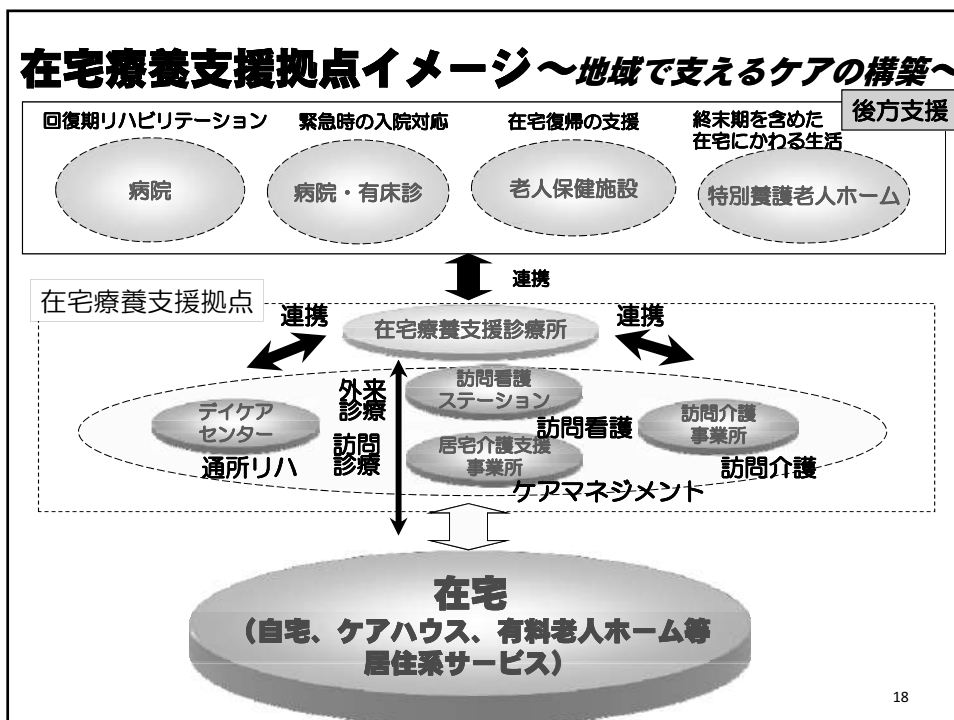 在宅療養支援拠点イメージ~地域で支えるケアの構築~
後方支援
回復期リハビリテーション
病院
緊急時の入院対応
病院・有床診
在宅復帰の支援
老人保健施設
終末期を含めた
在宅にかわる生活
特別養護老人ホーム
連携
在宅療養支援拠点
連携
在宅療養支援診療所
連携
外来
診療
訪問
診療
デイケア
センター
通所リハ
訪問看護
ステーション
訪問看護
居宅介護支援
事業所
ケアマネジメント
訪問介護
事業所
訪問介護
在宅
(自宅、ケアハウス、有料老人ホーム等
居住系サービス)
18